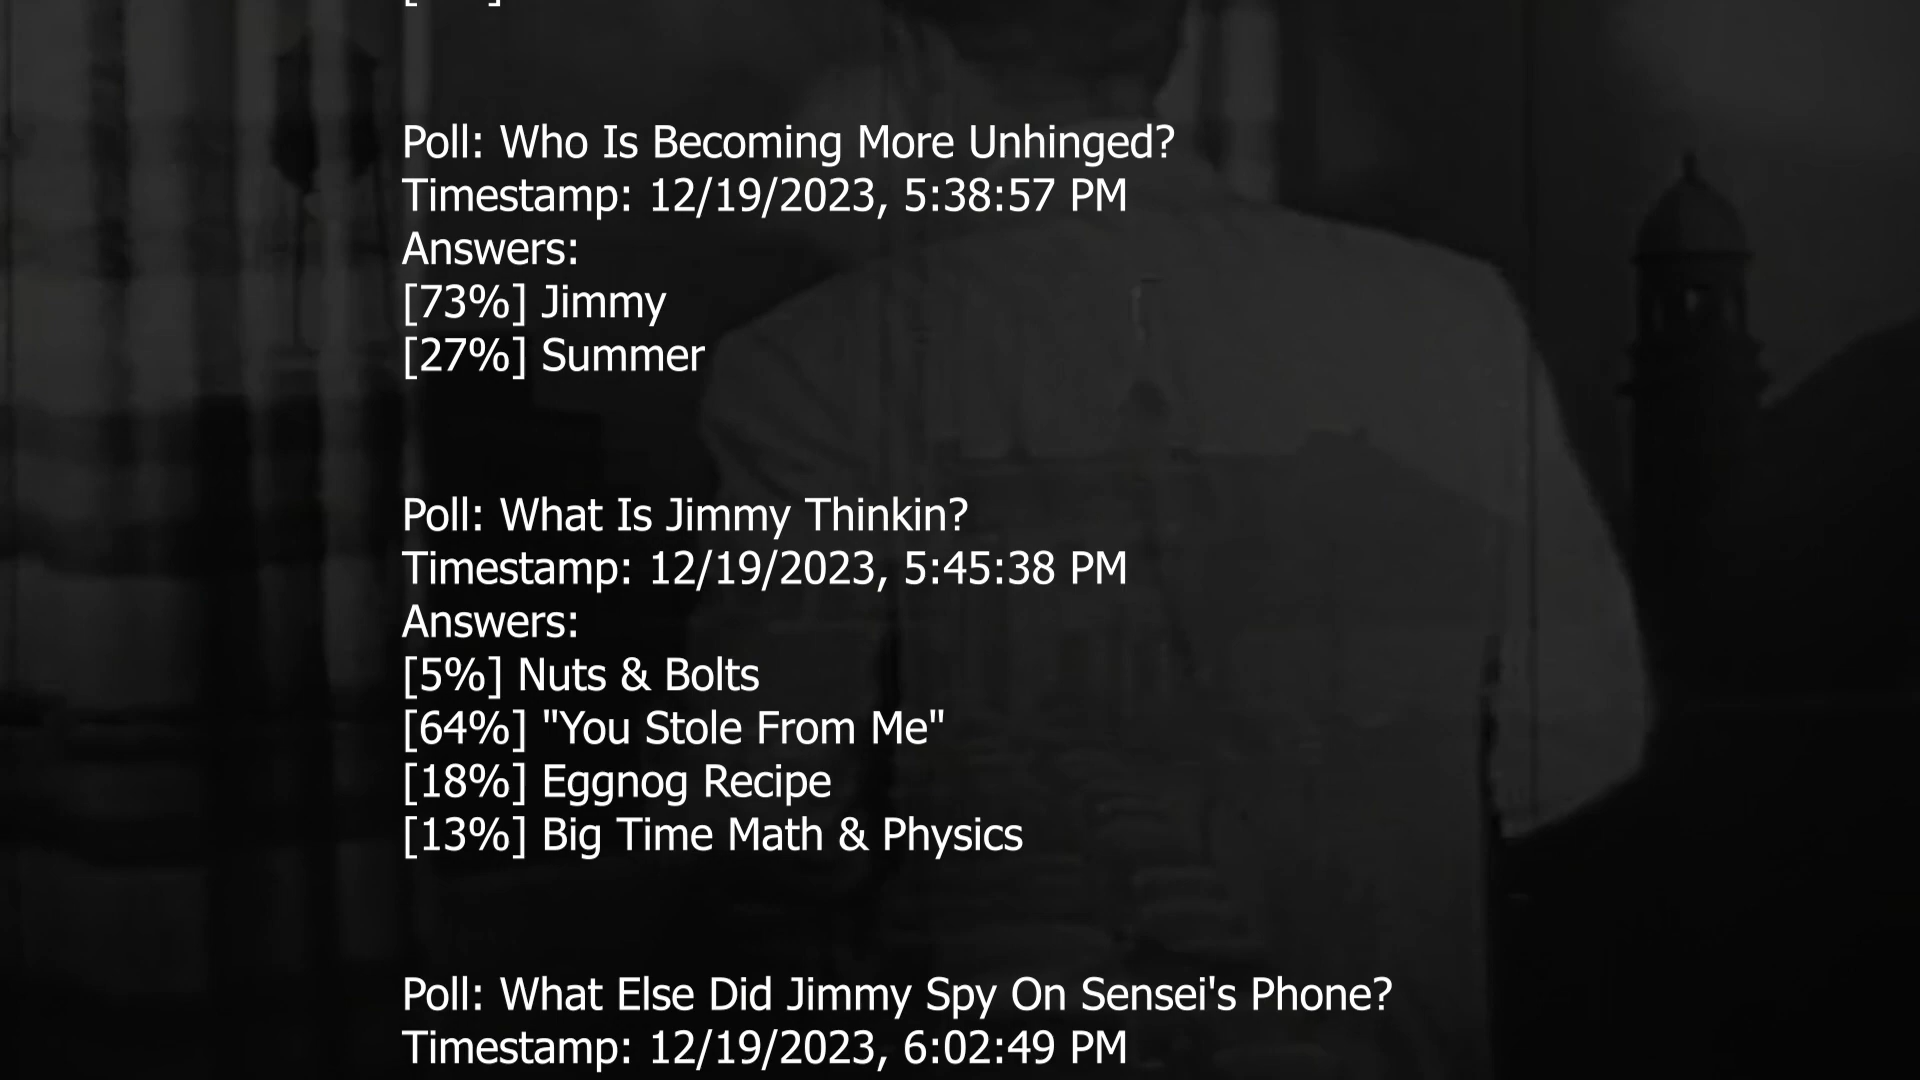 Poll: Who Is Becoming More Unhinged?
Timestamp: 12/19/2023, 5:38:57 PM
Answers:
[73%] Jimmy
[27%] Summer
Poll: What Is Jimmy Thinkin?
Timestamp: 12/19/2023, 5:45:38 PM
Answers:
[5%] Nuts & Bolts
[64%] "You Stole From Me"
[18%] Eggnog Recipe
[13%] Big Time Math & Physics
Poll: What Else Did Jimmy Spy On Sensei's Phone?
Timestamp: 12/19/2023, 6:02:49 PM